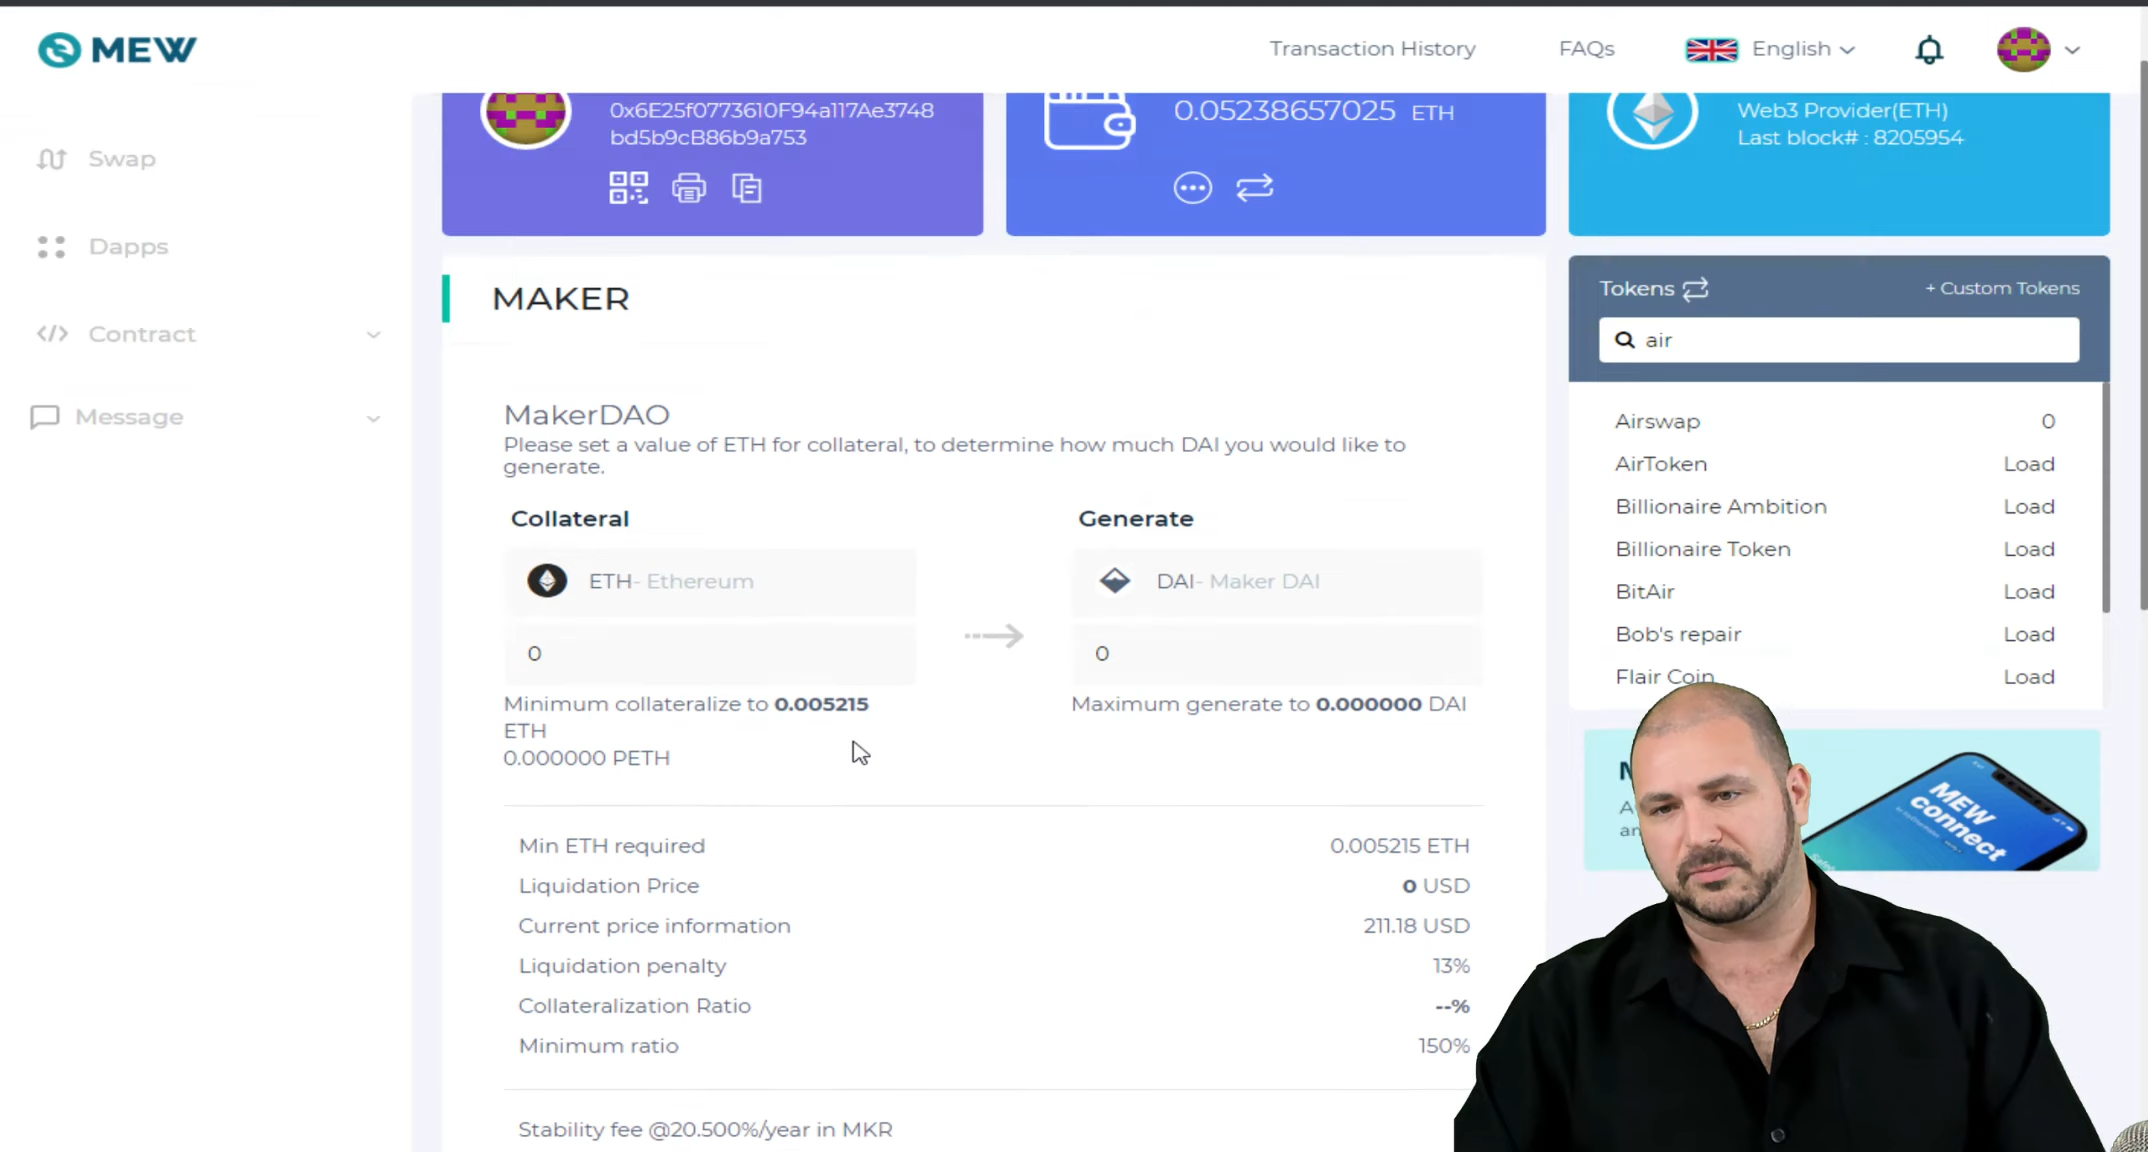 MEW
Transaction History
FAQs
English
Swap
Dapps
Contract
Message
0x6E25f0773610F94a117Ae3748
bd5b9cB86b9a753
0.05238657025 ETH
Web3 Provider(ETH)
Last block# : 8205954
MAKER
MakerDAO
Please set a value of ETH for collateral, to determine how much DAI you would like to
generate.
Collateral
Generate
ETH- Ethereum
DAI- Maker DAI
0
0
Minimum collateralize to 0.005215
ETH
0.000000 PETH
Maximum generate to 0.000000 DAI
Min ETH required 0.005215 ETH
Liquidation Price 0 USD
Current price information 211.18 USD
Liquidation penalty 13%
Collateralization Ratio --%
Minimum ratio 150%
Stability fee @20.500%/year in MKR
Tokens
+ Custom Tokens
air
Airswap 0
AirToken Load
Billionaire Ambition Load
Billionaire Token Load
BitAir Load
Bob's repair Load
Flair Coin Load
MEW
connect